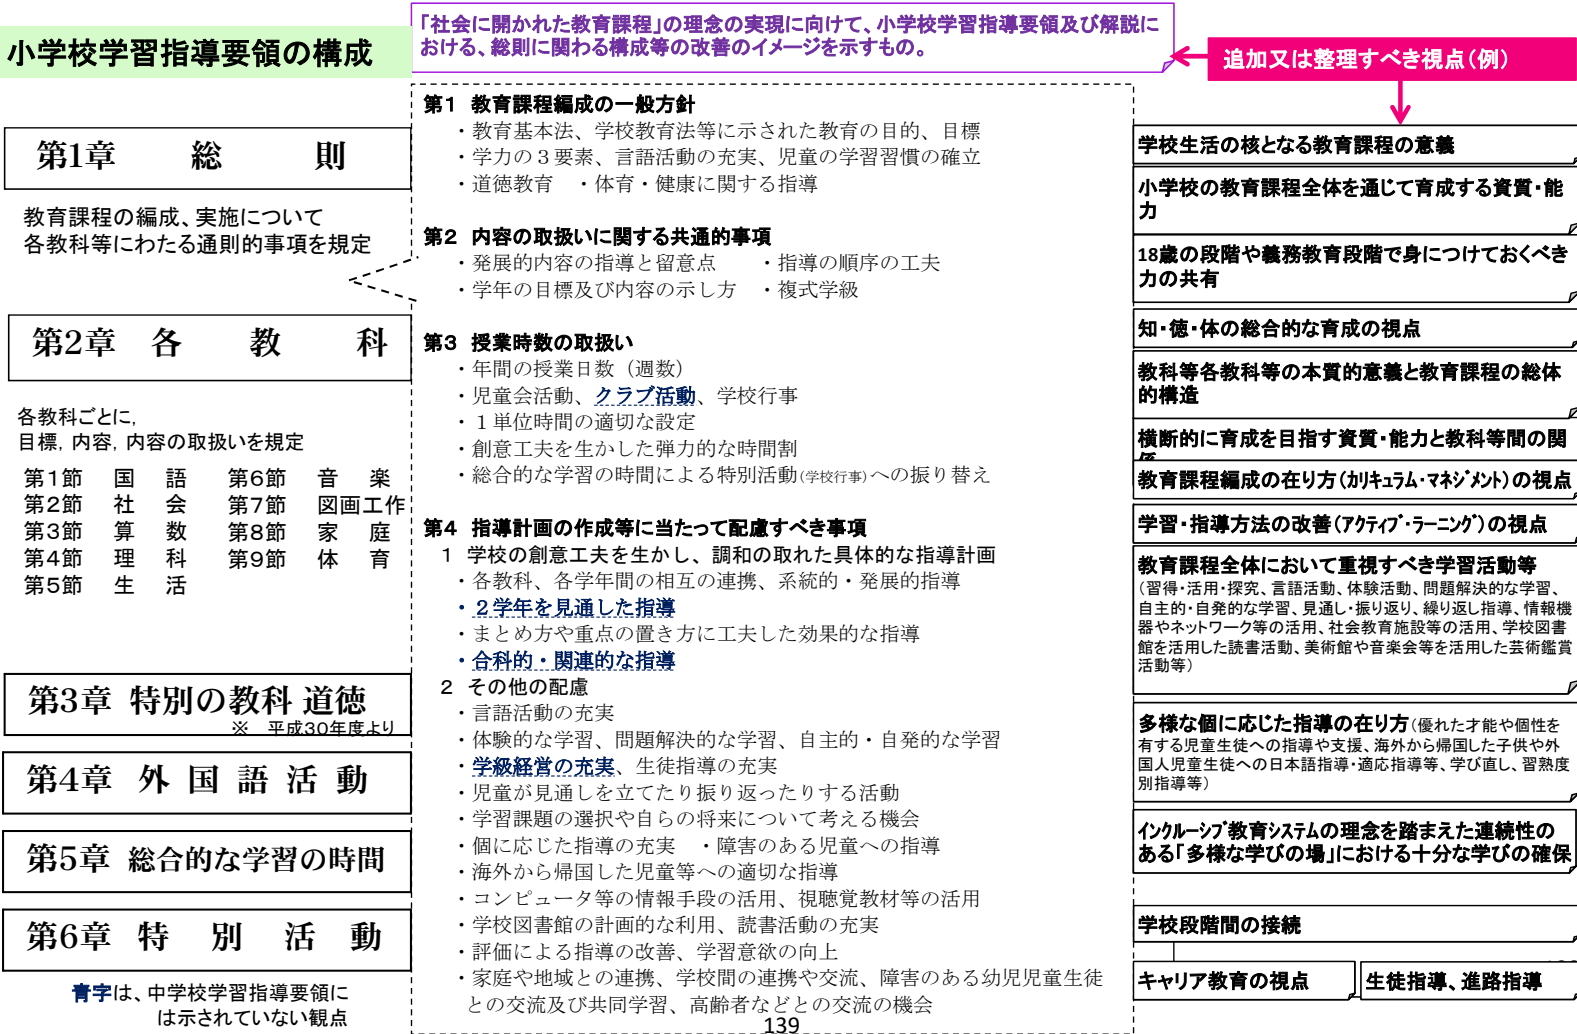 小学校学習指導要領の構成
「社会に開かれた教育課程」の理念の実現に向けて、小学校学習指導要領及び解説に
おける、総則に関わる構成等の改善のイメージを示すもの。
追加又は整理すべき視点（例）
第1章 総 則
教育課程の編成、実施について
各教科等にわたる通則的事項を規定
第2章 各 教 科
各教科ごとに，
目標，内容，内容の取扱いを規定
第1節 国 語 第6節 音 楽
第2節 社 会 第7節 図画工作
第3節 算 数 第8節 家 庭
第4節 理 科 第9節 体 育
第5節 生 活
第3章 特別の教科 道徳
※ 平成30年度より
第4章 外 国 語 活 動
第5章 総合的な学習の時間
第6章 特 別 活 動
青字は、中学校学習指導要領に
は示されていない観点
第1 教育課程編成の一般方針
・教育基本法、学校教育法等に示された教育の目的、目標
・学力の３要素、言語活動の充実、児童の学習習慣の確立
・道徳教育 ・体育・健康に関する指導
第2 内容の取扱いに関する共通的事項
・発展的内容の指導と留意点 ・指導の順序の工夫
・学年の目標及び内容の示し方 ・複式学級
第3 授業時数の取扱い
・年間の授業日数（週数）
・児童会活動、クラブ活動、学校行事
・１単位時間の適切な設定
・創意工夫を生かした弾力的な時間割
・総合的な学習の時間による特別活動(学校行事)への振り替え
第4 指導計画の作成等に当たって配慮すべき事項
1 学校の創意工夫を生かし、調和の取れた具体的な指導計画
・各教科、各学年間の相互の連携、系統的・発展的指導
・２学年を見通した指導
・まとめ方や重点の置き方に工夫した効果的な指導
・合科的・関連的な指導
2 その他の配慮
・言語活動の充実
・体験的な学習、問題解決的な学習、自主的・自発的な学習
・学級経営の充実、生徒指導の充実
・児童が見通しを立てたり振り返ったりする活動
・学習課題の選択や自らの将来について考える機会
・個に応じた指導の充実 ・障害のある児童への指導
・海外から帰国した児童等への適切な指導
・コンピュータ等の情報手段の活用、視聴覚教材等の活用
・学校図書館の計画的な利用、読書活動の充実
・評価による指導の改善、学習意欲の向上
・家庭や地域との連携、学校間の連携や交流、障害のある幼児児童生徒
との交流及び共同学習、高齢者などとの交流の機会
139
学校生活の核となる教育課程の意義
小学校の教育課程全体を通じて育成する資質・能
力
18歳の段階や義務教育段階で身につけておくべき
力の共有
知・徳・体の総合的な育成の視点
教科等各教科等の本質的意義と教育課程の総体
的構造
横断的に育成を目指す資質・能力と教科等間の関
教育課程編成の在り方（ｶﾘｷｭﾗﾑ・ﾏﾈｼﾞﾒﾝﾄ）の視点
学習・指導方法の改善（ｱｸﾃｨﾌﾞ・ﾗｰﾆﾝｸﾞ）の視点
教育課程全体において重視すべき学習活動等
（習得・活用・探究、言語活動、体験活動、問題解決的な学習、
自主的・自発的な学習、見通し・振り返り、繰り返し指導、情報機
器やネットワーク等の活用、社会教育施設等の活用、学校図書
館を活用した読書活動、美術館や音楽会等を活用した芸術鑑賞
活動等）
多様な個に応じた指導の在り方（優れた才能や個性を
有する児童生徒への指導や支援、海外から帰国した子供や外
国人児童生徒への日本語指導・適応指導等、学び直し、習熟度
別指導等）
ｲﾝｸﾙｰｼﾌﾞ教育ｼｽﾃﾑの理念を踏まえた連続性の
ある「多様な学びの場」における十分な学びの確保
学校段階間の接続
キャリア教育の視点
生徒指導、進路指導